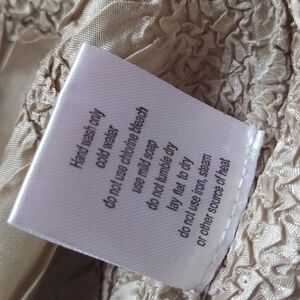 Hand wash only
cold water
do not use chlorine bleach
use mild soap
do not tumble dry
lay flat to dry
do not use iron, steam
or other source of heat